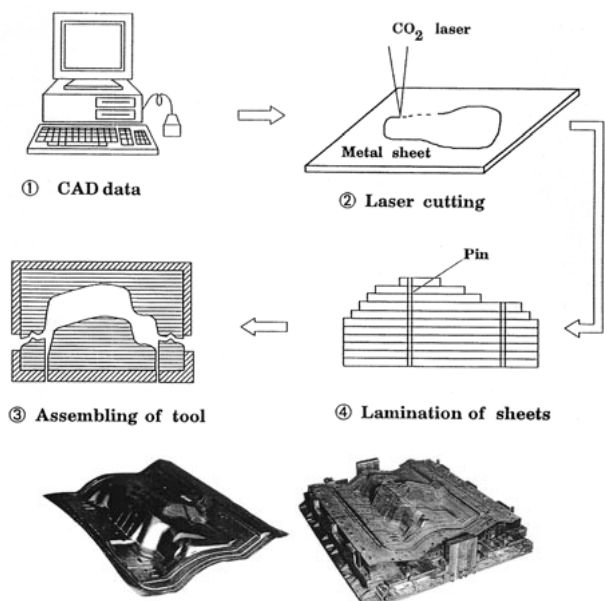 CO₂ laser
Metal sheet
① CAD data
② Laser cutting
Pin
③ Assembling of tool
④ Lamination of sheets